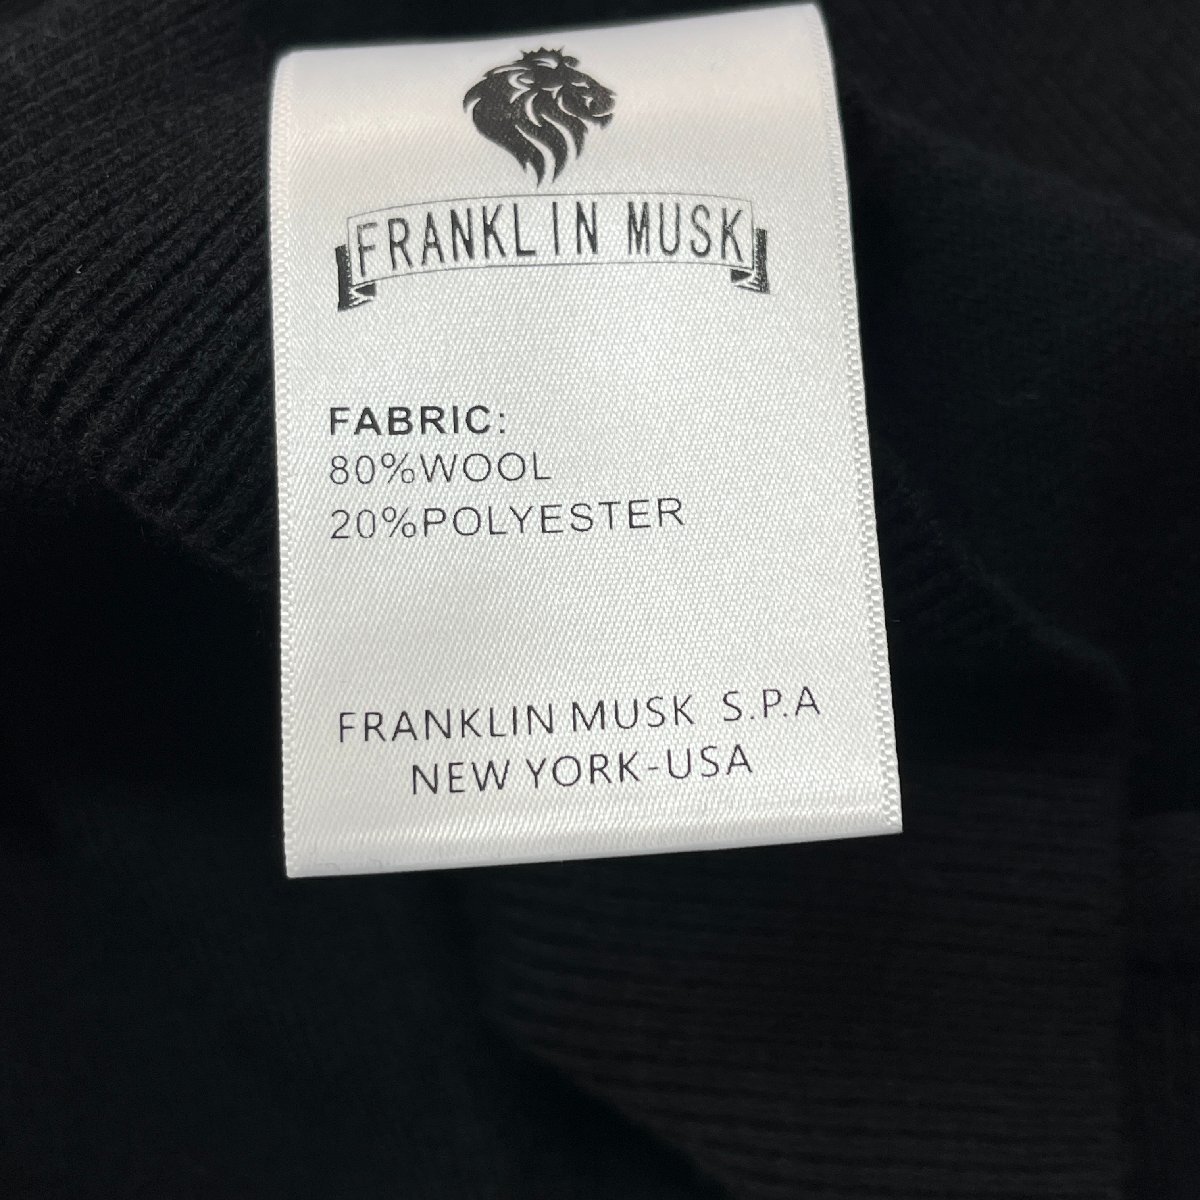 FRANKLIN MUSK
FABRIC:
80%WOOL
20%POLYESTER
FRANKLIN MUSK S.P.A
NEW YORK-USA